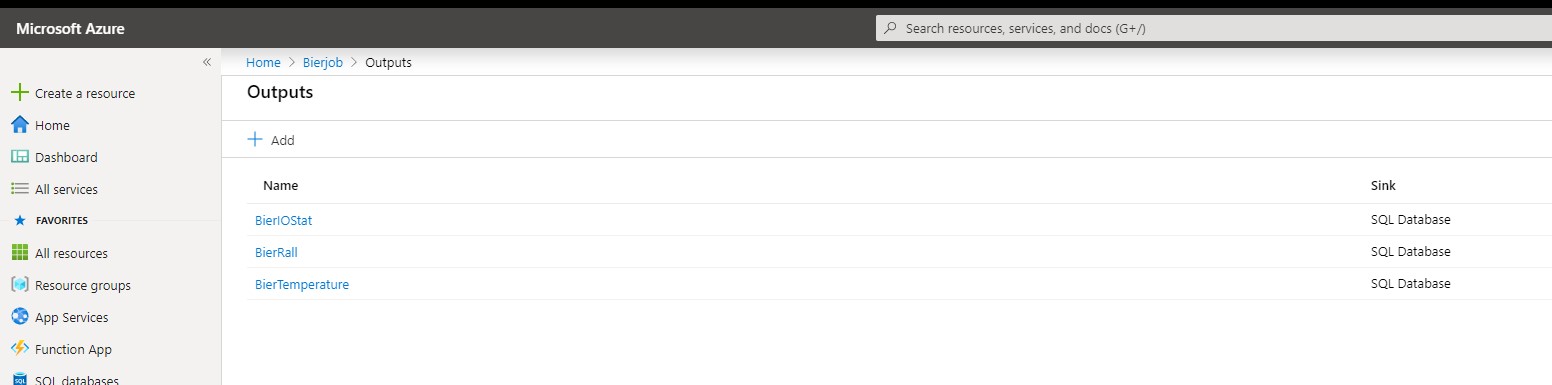 Microsoft Azure
Search resources, services, and docs (G+/)
«
Home > Bierjob > Outputs
Create a resource
Home
Dashboard
All services
FAVORITES
All resources
Resource groups
App Services
Function App
SQL databases
Outputs
+ Add
Name Sink
BierIOStat SQL Database
BierRall SQL Database
BierTemperature SQL Database